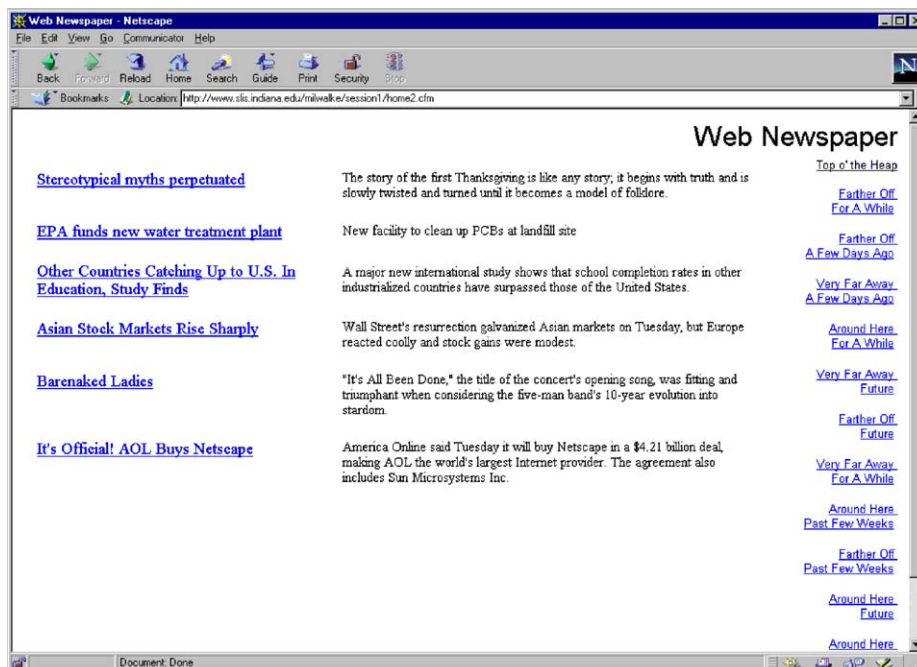 Web Newspaper - Netscape
File Edit View Go Communicator Help
Back Forward Reload Home Search Guide Print Security Stop
N
Bookmarks Location: http://www.slis.indiana.edu/milwalke/session1/home2.cfm
Web Newspaper
Stereotypical myths perpetuated
The story of the first Thanksgiving is like any story; it begins with truth and is
slowly twisted and turned until it becomes a model of folklore.
EPA funds new water treatment plant
New facility to clean up PCBs at landfill site
Other Countries Catching Up to U.S. In
Education, Study Finds
A major new international study shows that school completion rates in other
industrialized countries have surpassed those of the United States.
Asian Stock Markets Rise Sharply
Wall Street's resurrection galvanized Asian markets on Tuesday, but Europe
reacted coolly and stock gains were modest.
Barenaked Ladies
"It's All Been Done," the title of the concert's opening song, was fitting and
triumphant when considering the five-man band's 10-year evolution into
stardom.
It's Official! AOL Buys Netscape
America Online said Tuesday it will buy Netscape in a $4.21 billion deal,
making AOL the world's largest Internet provider. The agreement also
includes Sun Microsystems Inc.
Top o' the Heap
Farther Off
For A While
Farther Off
A Few Days Ago
Very Far Away
A Few Days Ago
Around Here
For A While
Very Far Away
Future
Farther Off
Future
Very Far Away
For A While
Around Here
Past Few Weeks
Farther Off
Past Few Weeks
Around Here
Future
Around Here
Document: Done